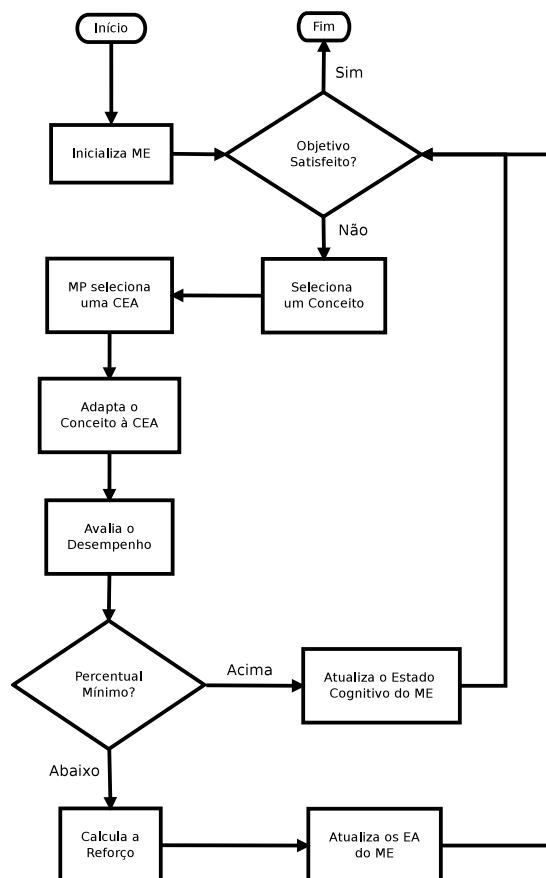 Início
Fim
Sim
Inicializa ME
Objetivo
Satisfeito?
Não
MP seleciona
uma CEA
Seleciona
um Conceito
Adapta o
Conceito à CEA
Avalia o
Desempenho
Percentual
Mínimo?
Acima
Atualiza o Estado
Cognitivo do ME
Abaixo
Calcula a
Reforço
Atualiza os EA
do ME